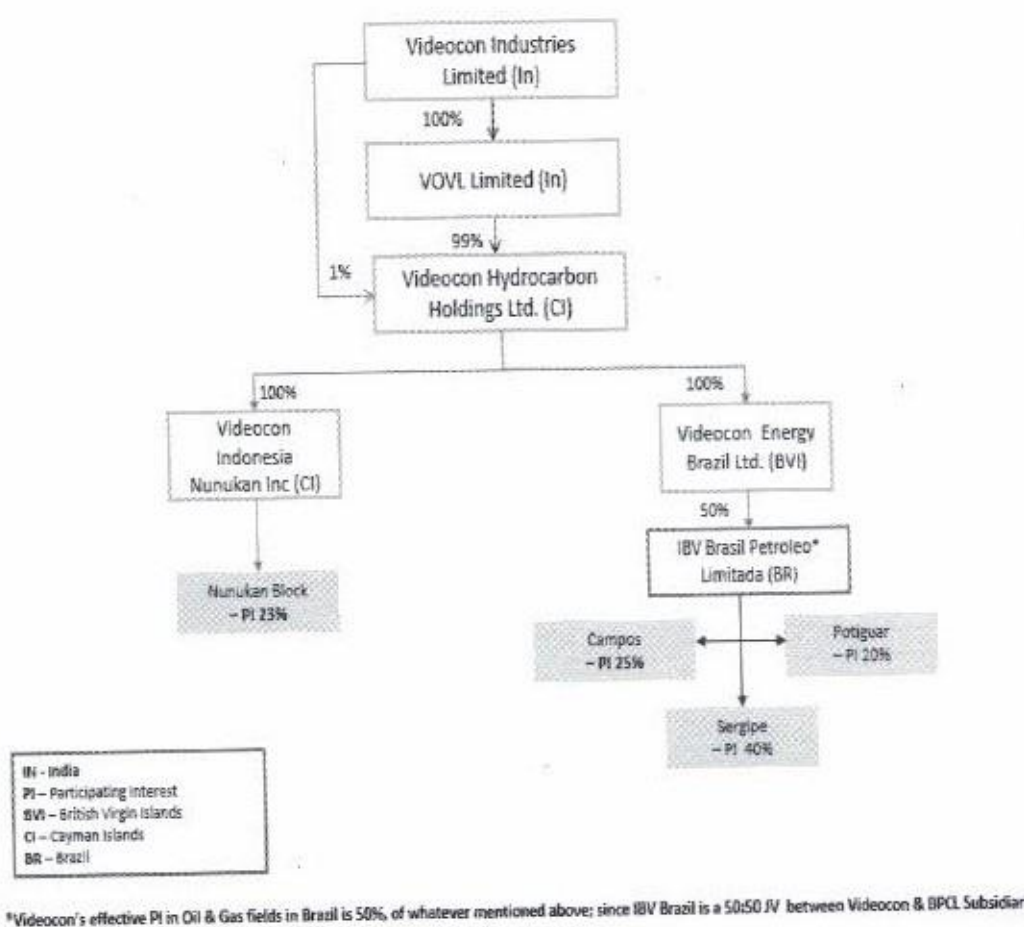 Videocon Industries
Limited (In)
100%
VOVL Limited (In)
99%
1%
Videocon Hydrocarbon
Holdings Ltd. (CI)
100%
100%
Videocon
Indonesia
Nunukan Inc (CI)
Videocon Energy
Brazil Ltd. (BVI)
50%
IBV Brasil Petroleo*
Limitada (BR)
Nunukan Block
– PI 23%
Campos
– PI 25%
Potiguar
– PI 20%
Sergipe
– PI 40%
IN - India
PI – Participating Interest
BVI – British Virgin Islands
CI – Cayman Islands
BR – Brazil
*Videocon's effective PI in Oil & Gas fields in Brazil is 50%, of whatever mentioned above; since IBV Brazil is a 50:50 JV between Videocon & BPCL Subsidiar